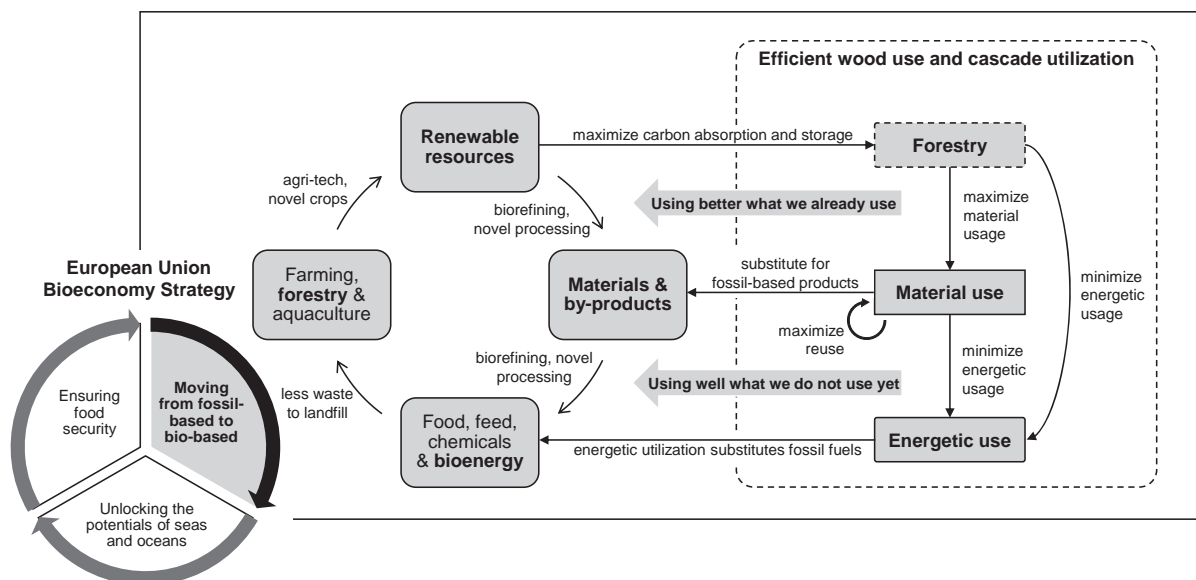 Efficient wood use and cascade utilization
Renewable
resources
maximize carbon absorption and storage
Forestry
agri-tech,
novel crops
biorefining,
novel processing
Using better what we already use
maximize
material
usage
European Union
Bioeconomy Strategy
Farming,
forestry &
aquaculture
Materials &
by-products
substitute for
fossil-based products
Material use
minimize
energetic
usage
maximize
reuse
Ensuring
food
security
Moving
from fossil-
based to
bio-based
less waste
to landfill
biorefining, novel
processing
Using well what we do not use yet
minimize
energetic
usage
Food, feed,
chemicals
& bioenergy
energetic utilization substitutes fossil fuels
Energetic use
Unlocking the
potentials of seas
and oceans